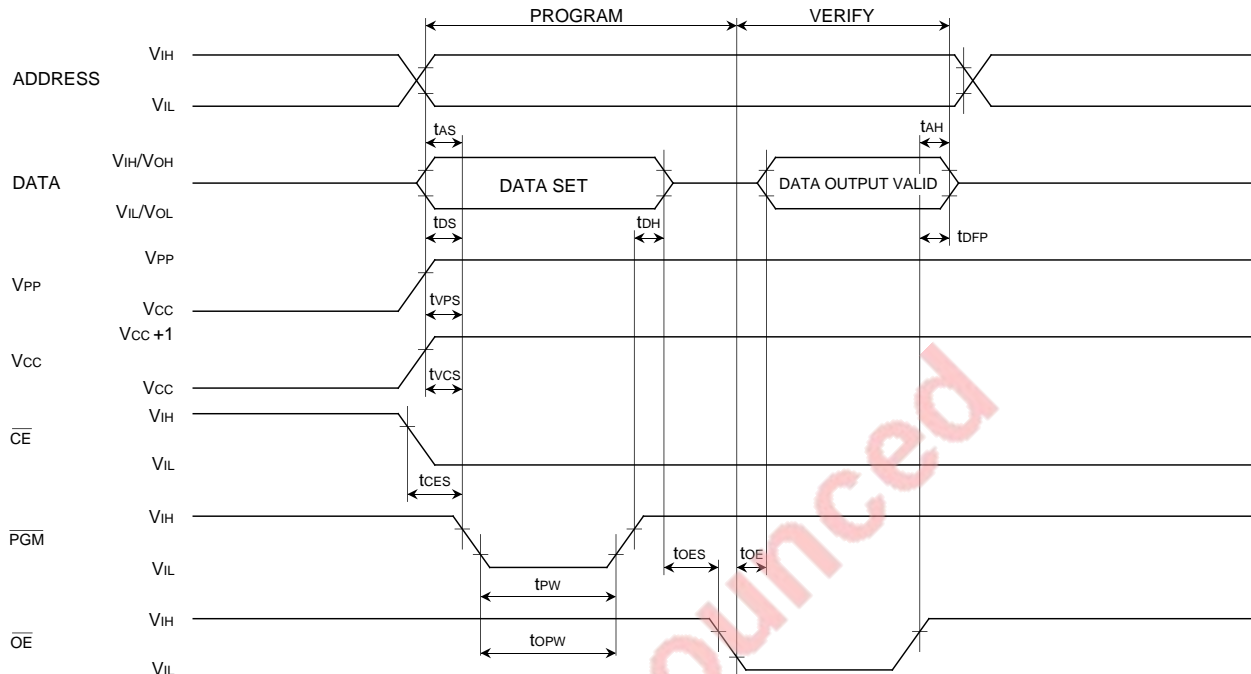 PROGRAM
VERIFY
ADDRESS
VIH
VIL
tAS
tAH
DATA
VIH/VOH
DATA SET
DATA OUTPUT VALID
VIL/VOL
tDS
tDH
tDFP
VPP
VPP
VCC
tVPS
VCC
VCC +1
VCC
tVCS
CE
VIH
VIL
tCES
PGM
VIH
VIL
tOES
tOE
tPW
OE
VIH
tOPW
VIL
ounced